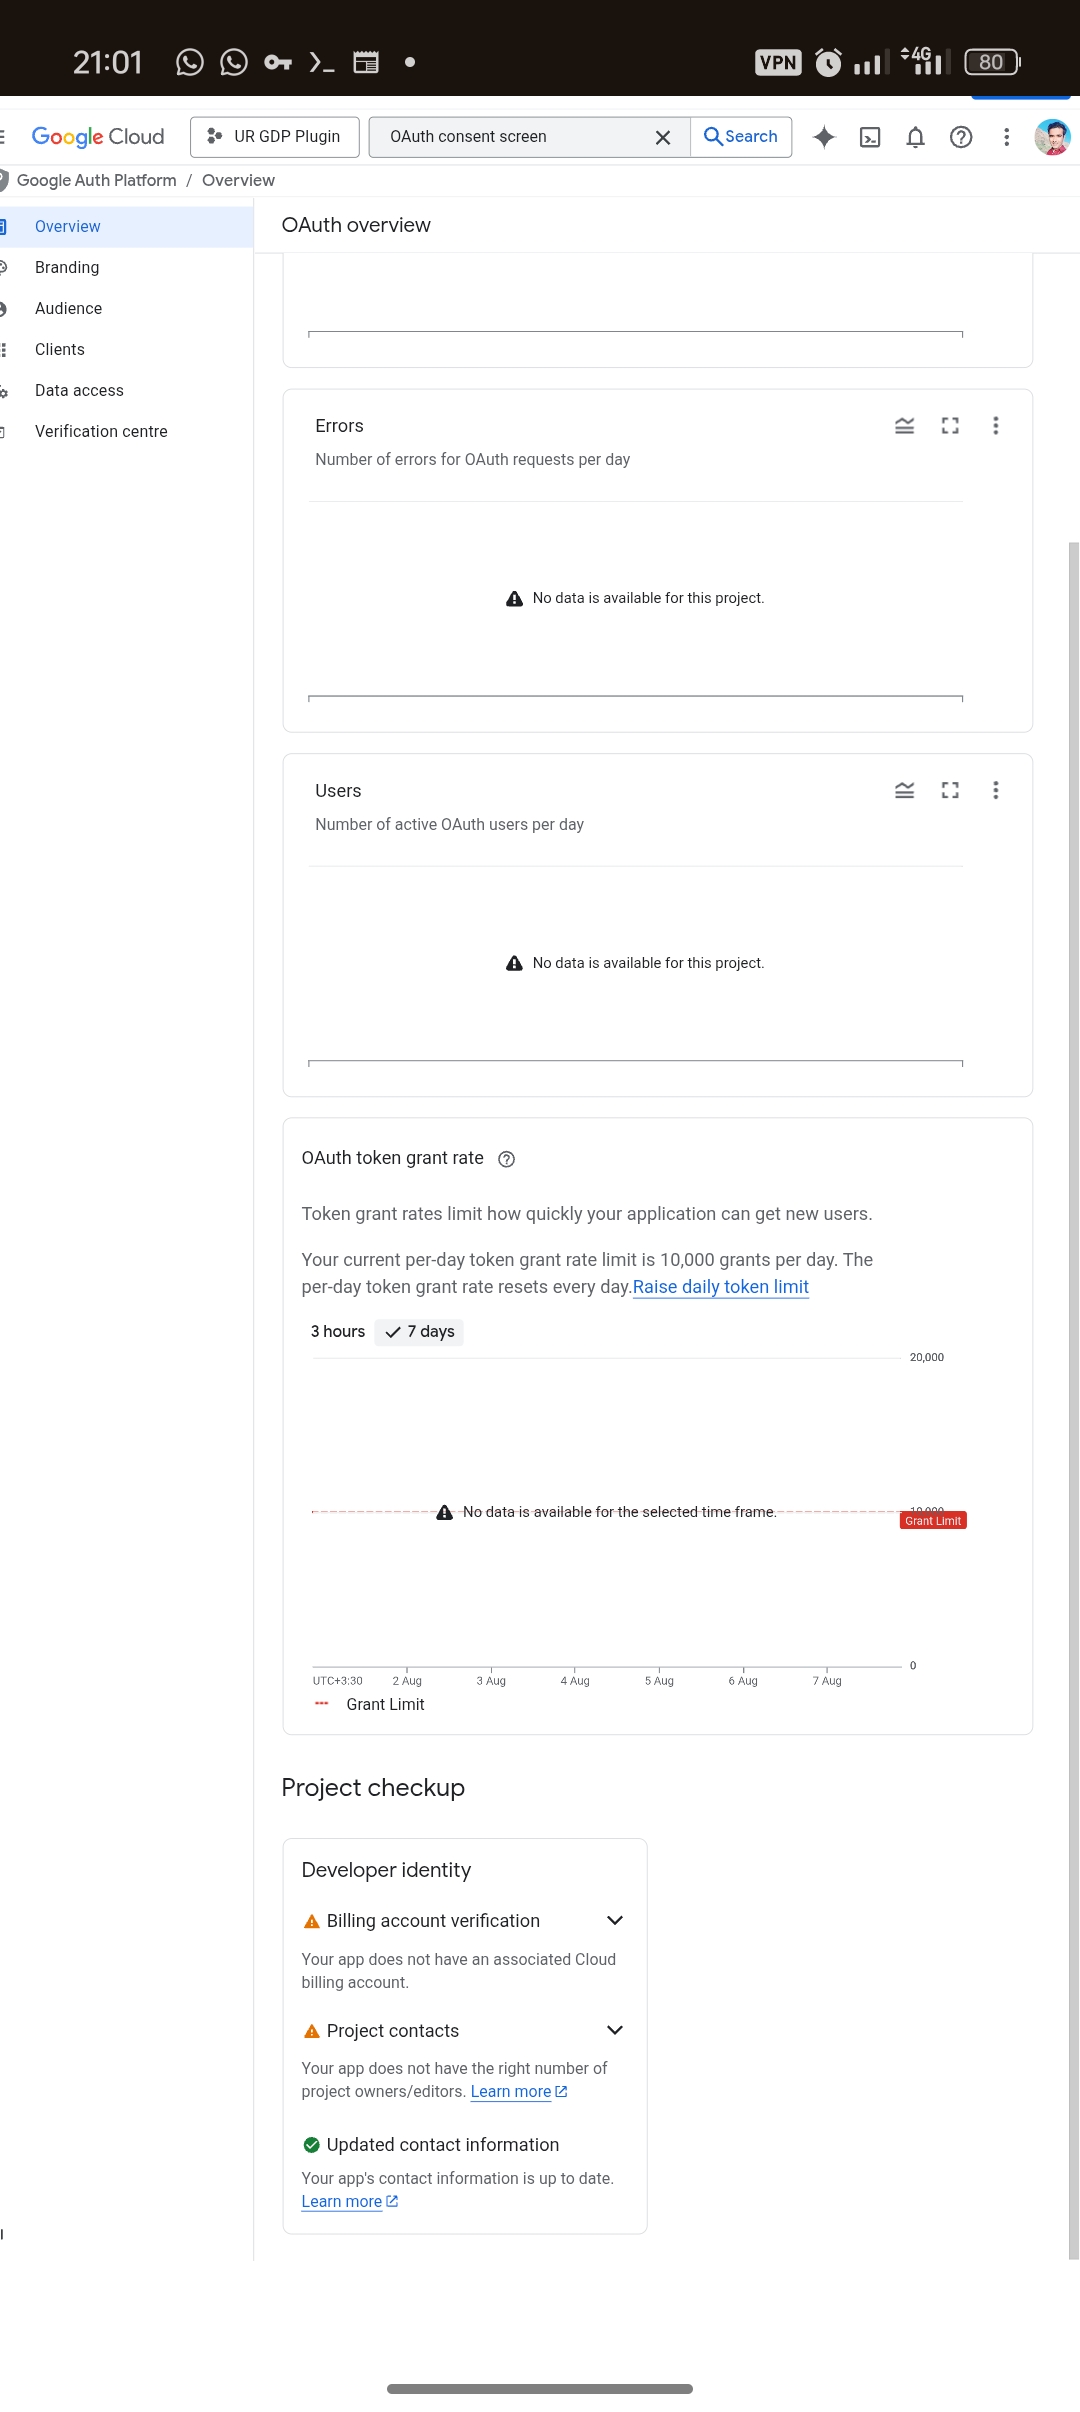 21:01
VPN
4G
80
Google Cloud
UR GDP Plugin
OAuth consent screen
Search
Google Auth Platform / Overview
Overview
Branding
Audience
Clients
Data access
Verification centre
OAuth overview
Errors
Number of errors for OAuth requests per day
No data is available for this project.
Users
Number of active OAuth users per day
No data is available for this project.
OAuth token grant rate
Token grant rates limit how quickly your application can get new users.
Your current per-day token grant rate limit is 10,000 grants per day. The
per-day token grant rate resets every day.Raise daily token limit
3 hours
7 days
20,000
No data is available for the selected time frame.
10,000
Grant Limit
0
UTC+3:30
2 Aug
3 Aug
4 Aug
5 Aug
6 Aug
7 Aug
Grant Limit
Project checkup
Developer identity
Billing account verification
Your app does not have an associated Cloud
billing account.
Project contacts
Your app does not have the right number of
project owners/editors. Learn more
Updated contact information
Your app's contact information is up to date.
Learn more